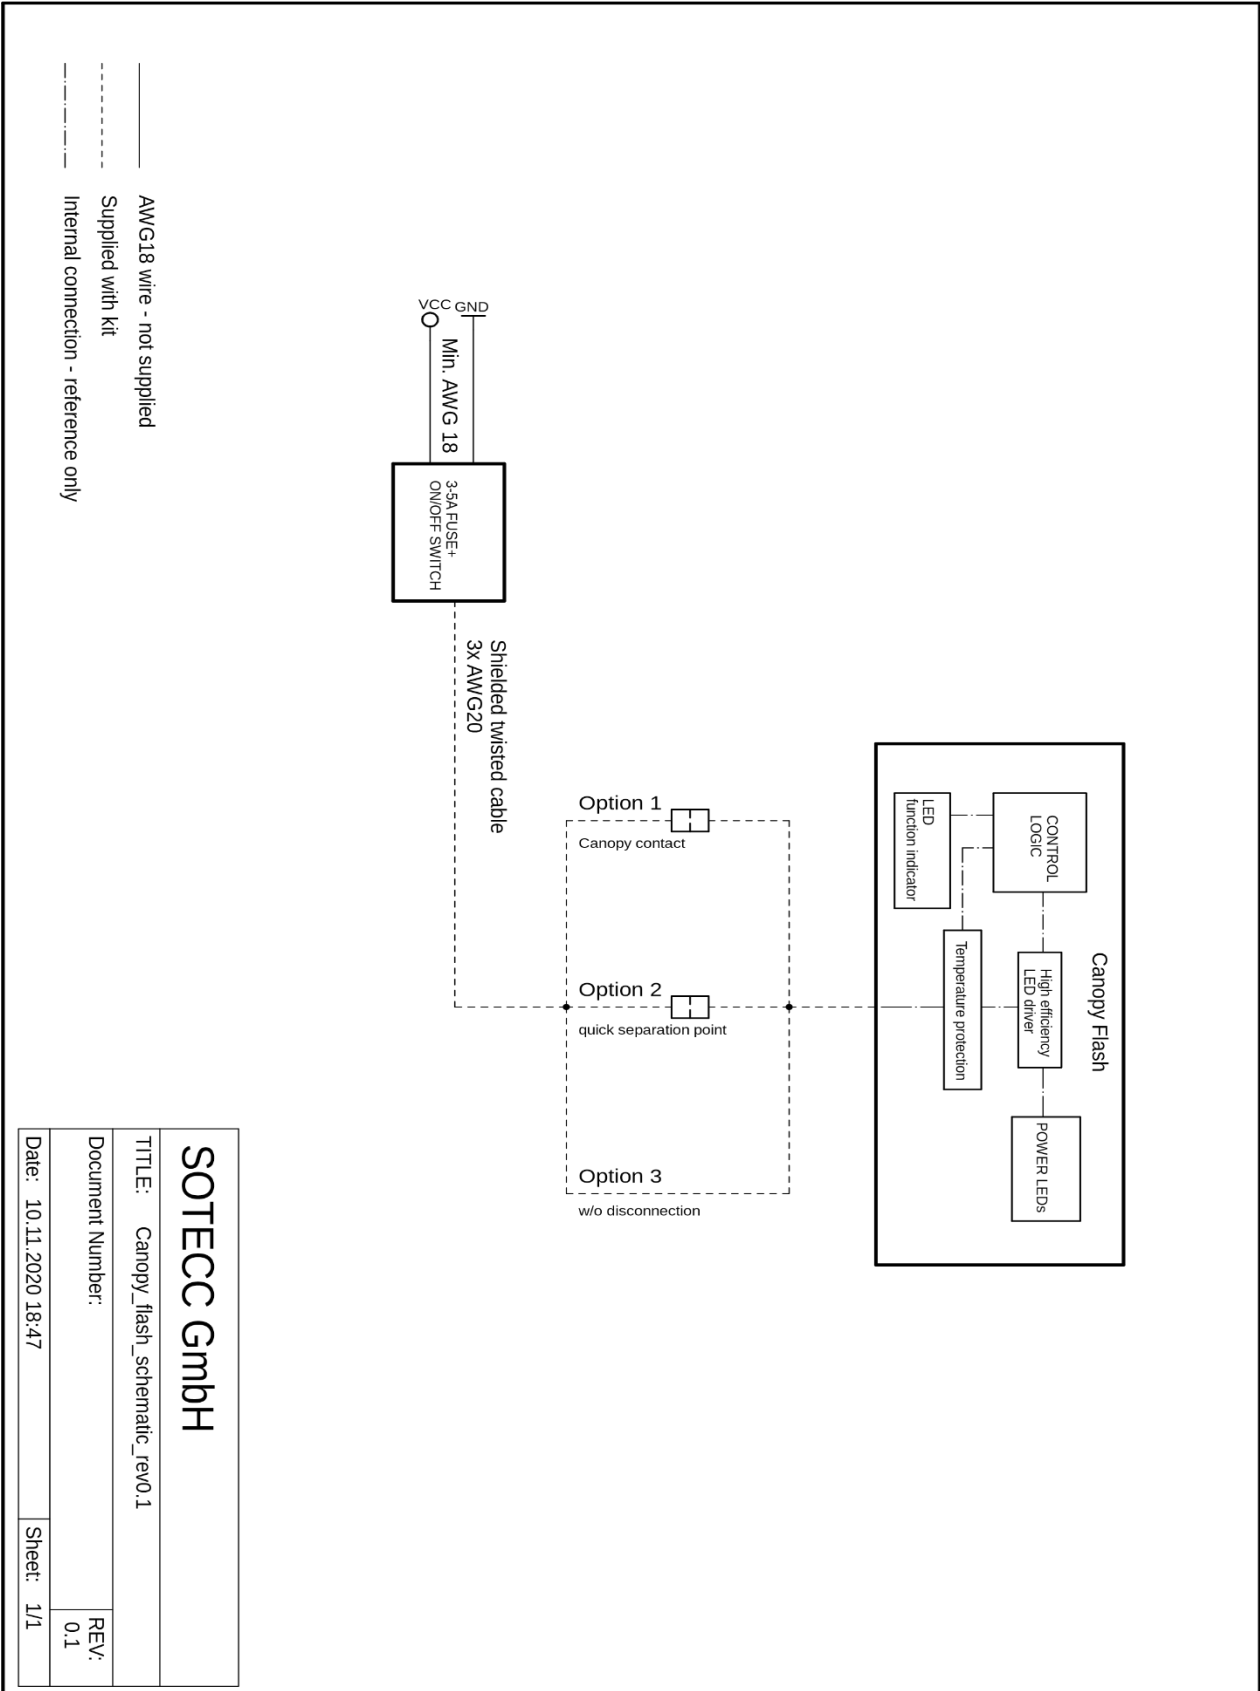 Canopy Flash
CONTROL
LOGIC
High efficiency
LED driver
POWER LEDs
LED
function indicator
Temperature protection
Option 1
Canopy contact
Option 2
quick separation point
Option 3
w/o disconnection
Shielded twisted cable
3x AWG20
VCC
GND
Min. AWG 18
3-5A FUSE+
ON/OFF SWITCH
AWG18 wire - not supplied
Supplied with kit
Internal connection - reference only
SOTECC GmbH
TITLE: Canopy_flash_schematic_rev0.1
Document Number:
REV:
0.1
Date: 10.11.2020 18:47
Sheet: 1/1